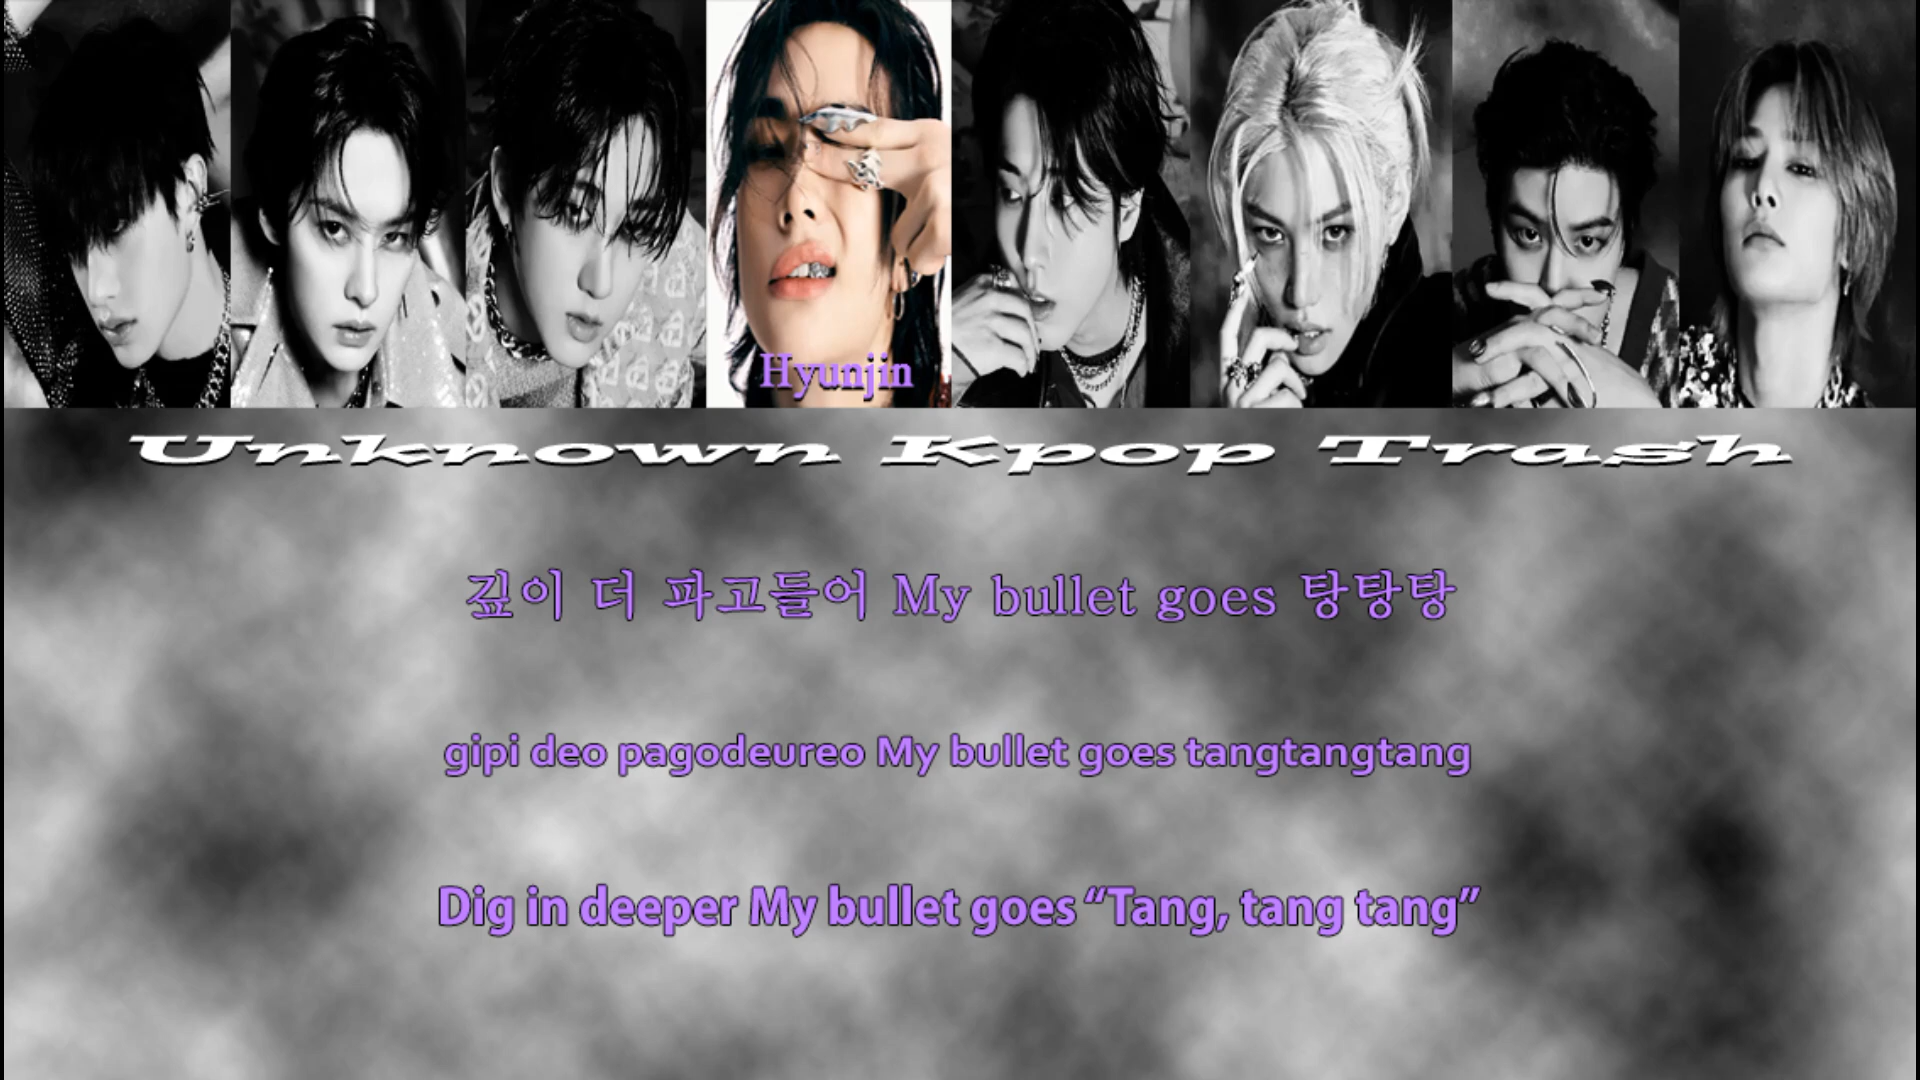 Hyunjin
Unknown Kpop Trash
깊이 더 파고들어 My bullet goes 탕탕탕
gipi deo pagodeureo My bullet goes tangtangtang
Dig in deeper My bullet goes “Tang, tang tang”